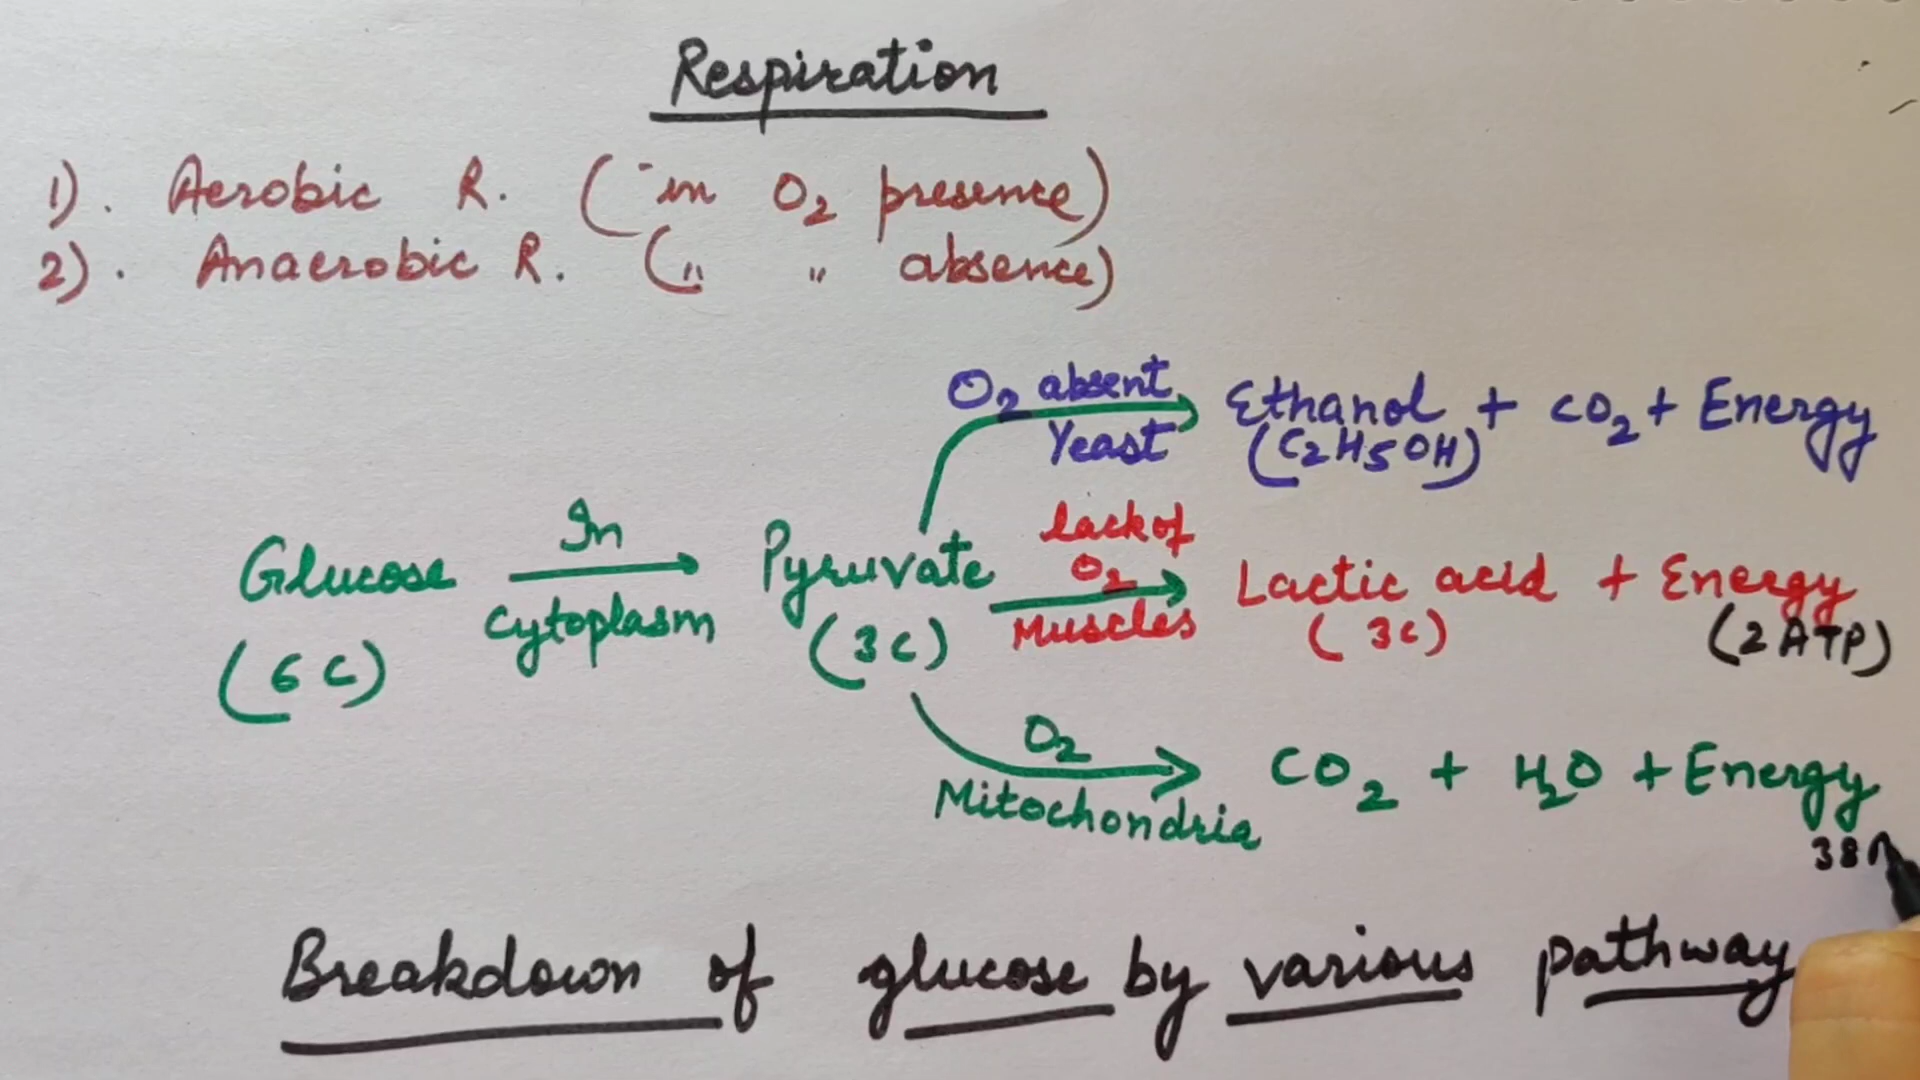 Respiration
1). Aerobic R. (in O₂ presence)
2). Anaerobic R. (" " absence)
O₂ absent
Yeast
Ethanol + CO₂ + Energy
(C₂H₅OH)
Glucose
(6C)
In
cytoplasm
Pyruvate
(3C)
lack of
O₂
Muscles
Lactic acid + Energy
(3C)
(2 ATP)
O₂
Mitochondria
CO₂ + H₂O + Energy
38
Breakdown of glucose by various pathway